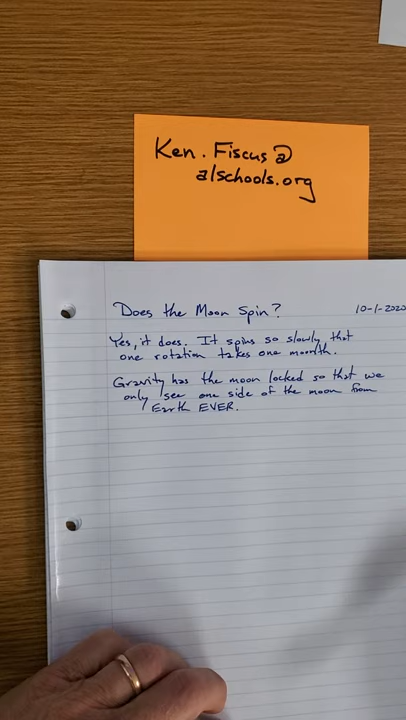 Ken.Fiscus@
alschools.org
Does the Moon Spin?
10-1-2020
Yes, it does. It spins so slowly that
one rotation takes one moonth.
Gravity has the moon locked so that we
only see one side of the moon from
Earth EVER.